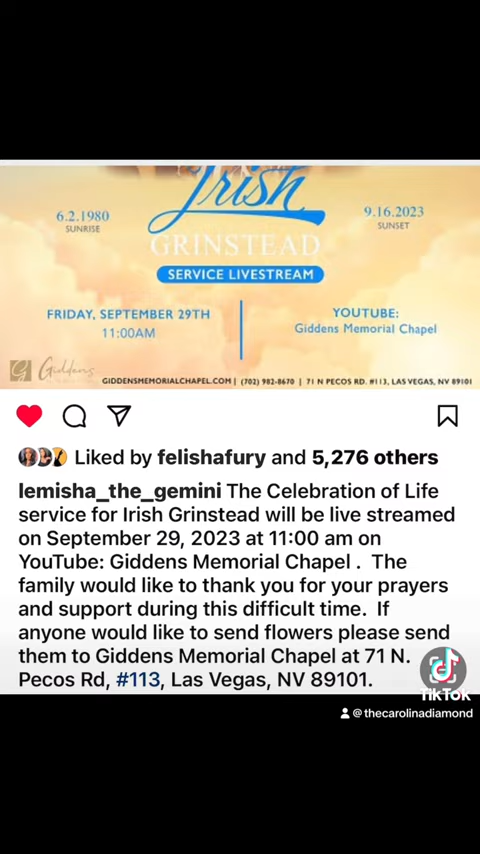 Irish
6.2.1980
SUNRISE
9.16.2023
SUNSET
GRINSTEAD
SERVICE LIVESTREAM
FRIDAY, SEPTEMBER 29TH
11:00AM
YOUTUBE:
Giddens Memorial Chapel
G Giddens
GIDDENSMEMORIALCHAPEL.COM | (702) 982-8670 | 71 N PECOS RD. #113, LAS VEGAS, NV 89101
Liked by felishafury and 5,276 others
lemisha_the_gemini The Celebration of Life
service for Irish Grinstead will be live streamed
on September 29, 2023 at 11:00 am on
YouTube: Giddens Memorial Chapel . The
family would like to thank you for your prayers
and support during this difficult time. If
anyone would like to send flowers please send
them to Giddens Memorial Chapel at 71 N.
Pecos Rd, #113, Las Vegas, NV 89101.
TikTok
@thecarolinadiamond